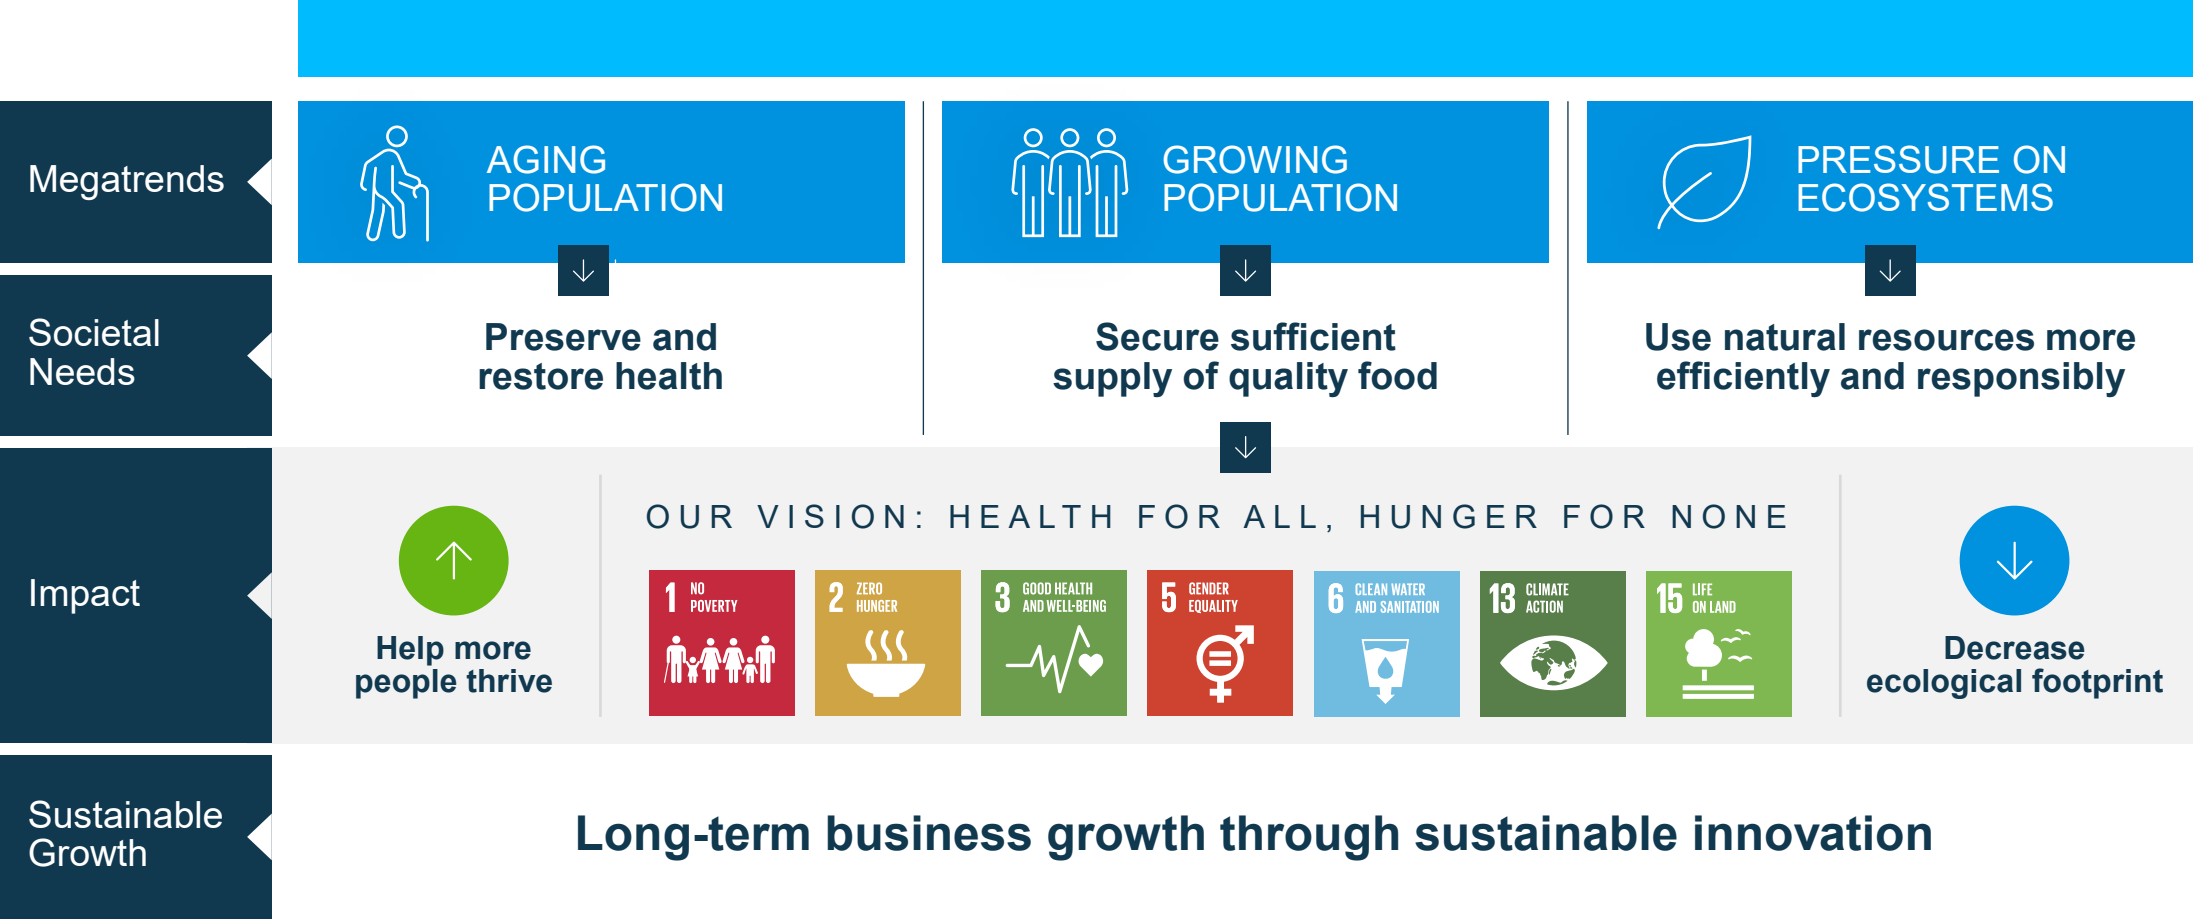 Megatrends
AGING
POPULATION
GROWING
POPULATION
PRESSURE ON
ECOSYSTEMS
Societal
Needs
Preserve and
restore health
Secure sufficient
supply of quality food
Use natural resources more
efficiently and responsibly
Impact
Help more
people thrive
OUR VISION: HEALTH FOR ALL, HUNGER FOR NONE
1 NO
POVERTY
2 ZERO
HUNGER
3 GOOD HEALTH
AND WELL-BEING
5 GENDER
EQUALITY
6 CLEAN WATER
AND SANITATION
13 CLIMATE
ACTION
15 LIFE
ON LAND
Decrease
ecological footprint
Sustainable
Growth
Long-term business growth through sustainable innovation